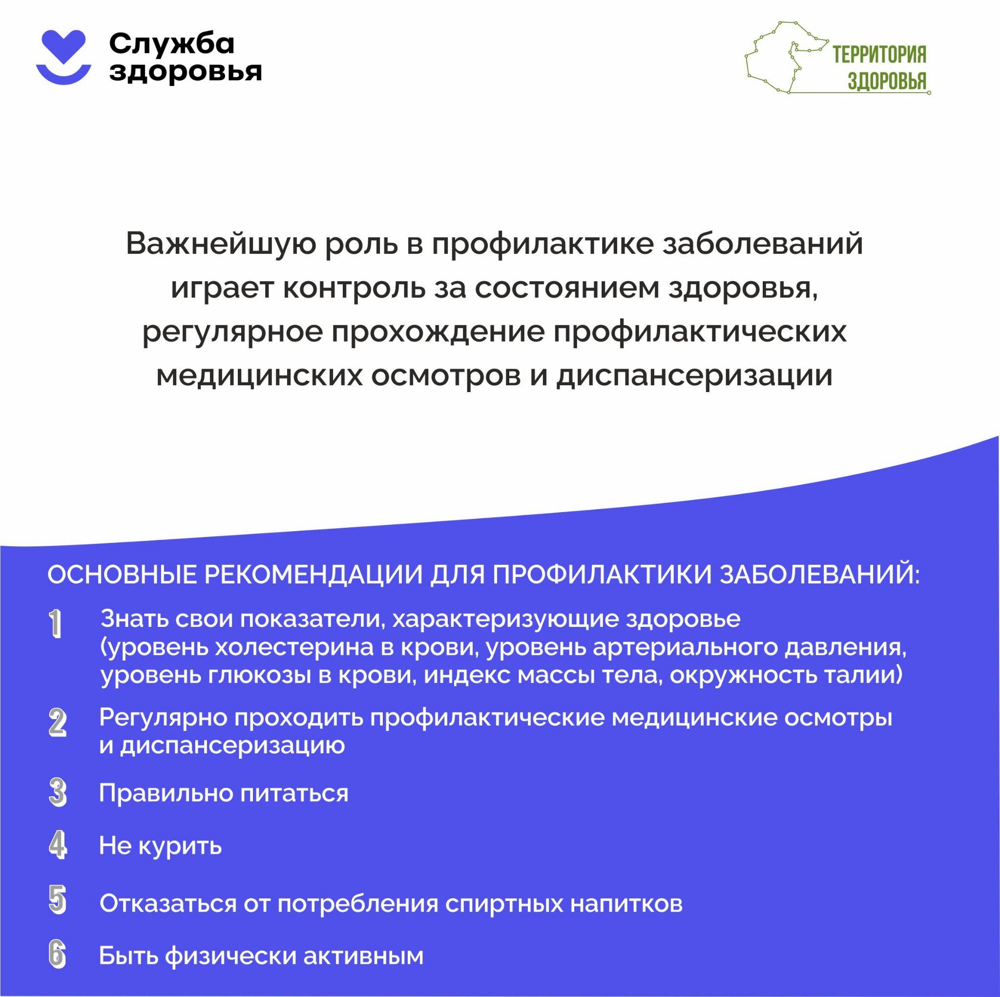 Служба
здоровья
ТЕРРИТОРИЯ
ЗДОРОВЬЯ
Важнейшую роль в профилактике заболеваний
играет контроль за состоянием здоровья,
регулярное прохождение профилактических
медицинских осмотров и диспансеризации
ОСНОВНЫЕ РЕКОМЕНДАЦИИ ДЛЯ ПРОФИЛАКТИКИ ЗАБОЛЕВАНИЙ:
1 Знать свои показатели, характеризующие здоровье
(уровень холестерина в крови, уровень артериального давления,
уровень глюкозы в крови, индекс массы тела, окружность талии)
2 Регулярно проходить профилактические медицинские осмотры
и диспансеризацию
3 Правильно питаться
4 Не курить
5 Отказаться от потребления спиртных напитков
6 Быть физически активным